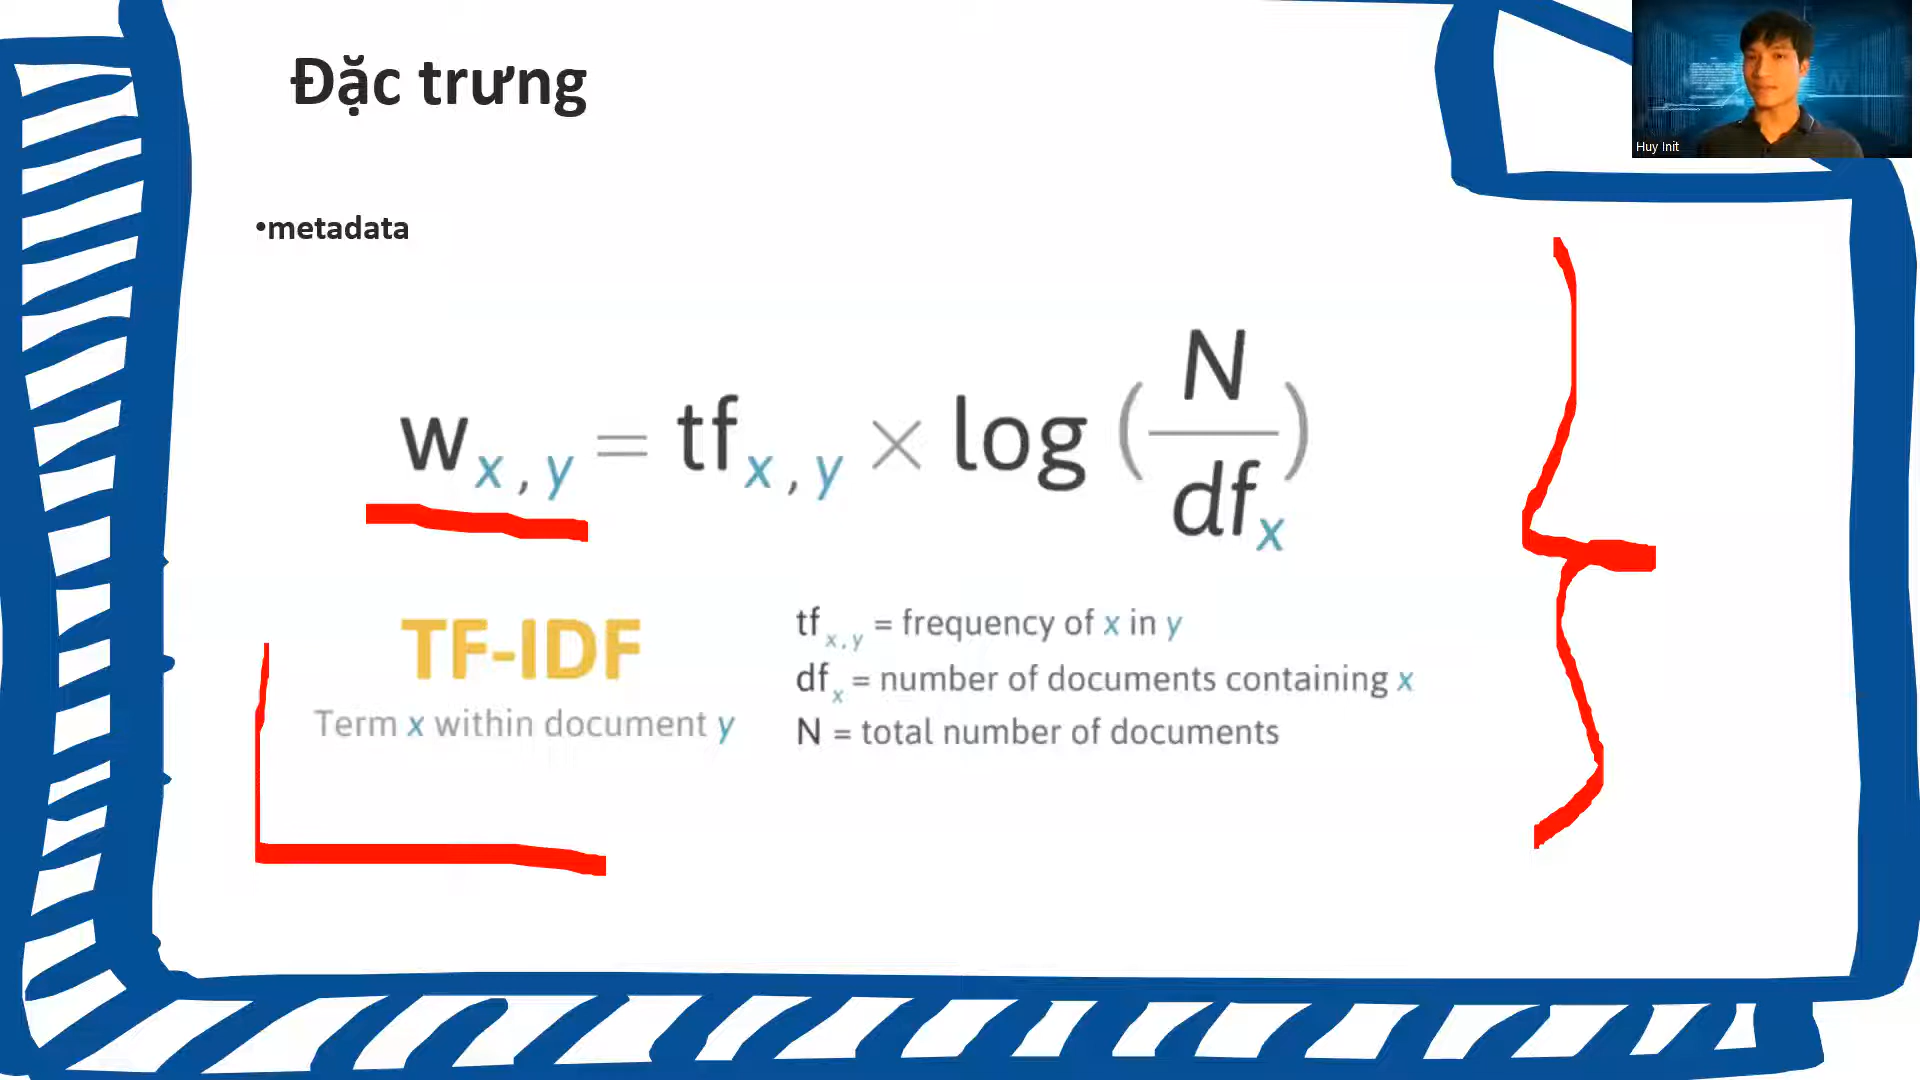 Đặc trưng
Huy Init
•metadata
w x , y = tf x , y × log ( N / df x )
TF-IDF
Term x within document y
tf x, y = frequency of x in y
df x = number of documents containing x
N = total number of documents